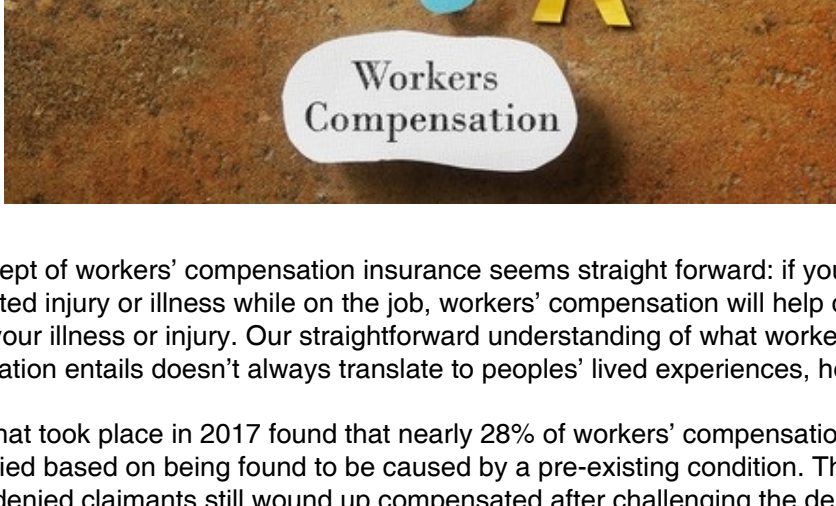 Workers
Compensation
ept of workers’ compensation insurance seems straight forward: if you
ted injury or illness while on the job, workers’ compensation will help
your illness or injury. Our straightforward understanding of what worke
ation entails doesn’t always translate to peoples’ lived experiences, h
hat took place in 2017 found that nearly 28% of workers’ compensatio
ied based on being found to be caused by a pre-existing condition. Th
denied claimants still wound up compensated after challenging the de